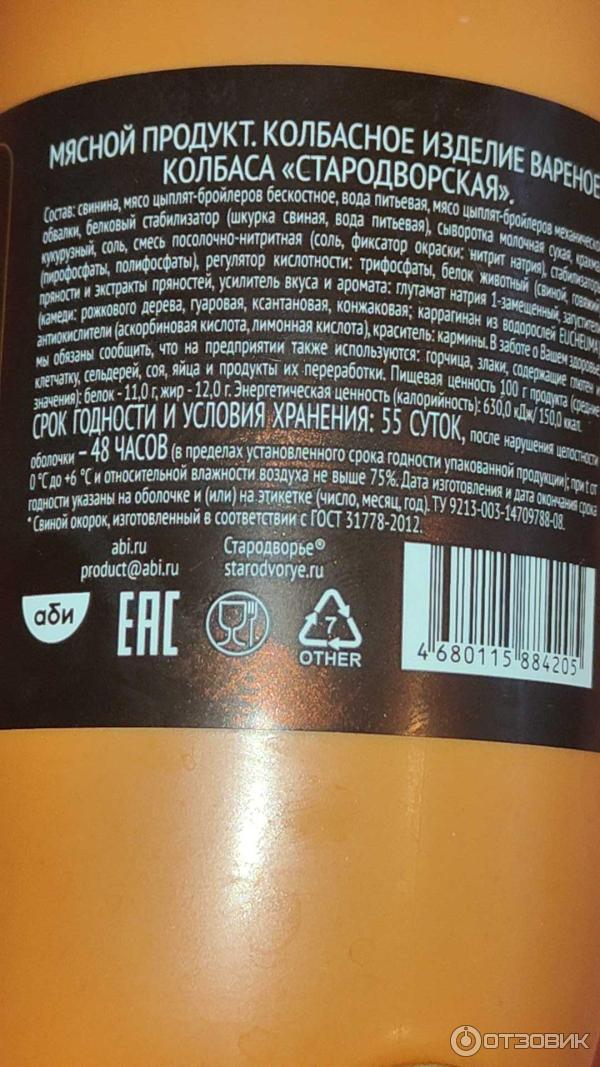 МЯСНОЙ ПРОДУКТ. КОЛБАСНОЕ ИЗДЕЛИЕ ВАРЕНОЕ
КОЛБАСА «СТАРОДВОРСКАЯ».
Состав: свинина, мясо цыплят-бройлеров бескостное, вода питьевая, мясо цыплят-бройлеров
обвалки, белковый стабилизатор (шкурка свиная, вода питьевая), сыворотка молочная сухая,
кукурузный, соль, смесь посолочно-нитритная (соль, фиксатор окраски: нитрит натрия),
(пирофосфаты, полифосфаты), регулятор кислотности: трифосфаты, белок животный (свиной,
пряности и экстракты пряностей, усилитель вкуса и аромата: глутамат натрия 1-замещенный,
(камеди: рожкового дерева, гуаровая, ксантановая, конжаковая; каррагинан из водорослей
антиокислители (аскорбиновая кислота, лимонная кислота), краситель: кармины. В заботе о Вашем здоровье
мы обязаны сообщить, что на предприятии также используются: горчица, злаки, содержащие глютен и
клетчатку, сельдерей, соя, яйца и продукты их переработки. Пищевая ценность 100 г продукта (средние
значения): белок - 11,0 г, жир - 12,0 г. Энергетическая ценность (калорийность): 630,0 кДж/ 150,0 ккал.
СРОК ГОДНОСТИ И УСЛОВИЯ ХРАНЕНИЯ: 55 СУТОК, после нарушения целостности
оболочки – 48 ЧАСОВ (в пределах установленного срока годности упакованной продукции); при t от
0 °С до +6 °С и относительной влажности воздуха не выше 75%. Дата изготовления и дата окончания срока
годности указаны на оболочке и (или) на этикетке (число, месяц, год). ТУ 9213-003-14709788-08.
*Свиной окорок, изготовленный в соответствии с ГОСТ 31778-2012.
abi.ru Стародворье®
product@abi.ru starodvorye.ru
аби EAC 7
OTHER
4 680115 884205
ОТЗОВИК